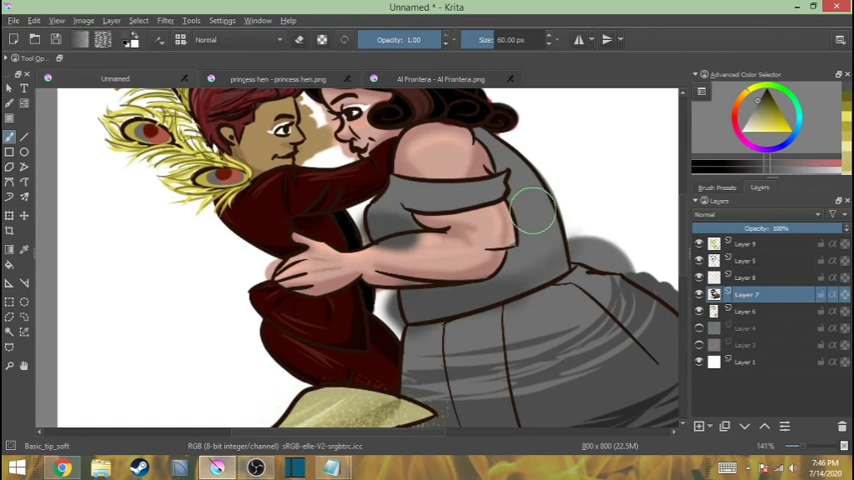 Unnamed * - Krita
File Edit View Image Layer Select Filter Tools Settings Window Help
Normal Opacity: 1.00 Size: 60.00 px
Tool Op...
Unnamed princess hen - princess hen.png Al Frontera - Al Frontera.png
Advanced Color Selector
Brush Presets Layers
Layers
Normal
Opacity: 100%
Layer 9
Layer 5
Layer 8
Layer 7
Layer 6
Layer 4
Layer 3
Layer 1
Basic_tip_soft RGB (8-bit integer/channel) sRGB-elle-V2-srgbtrc.icc 800 x 800 (22.5M) 141%
7:46 PM
7/14/2020